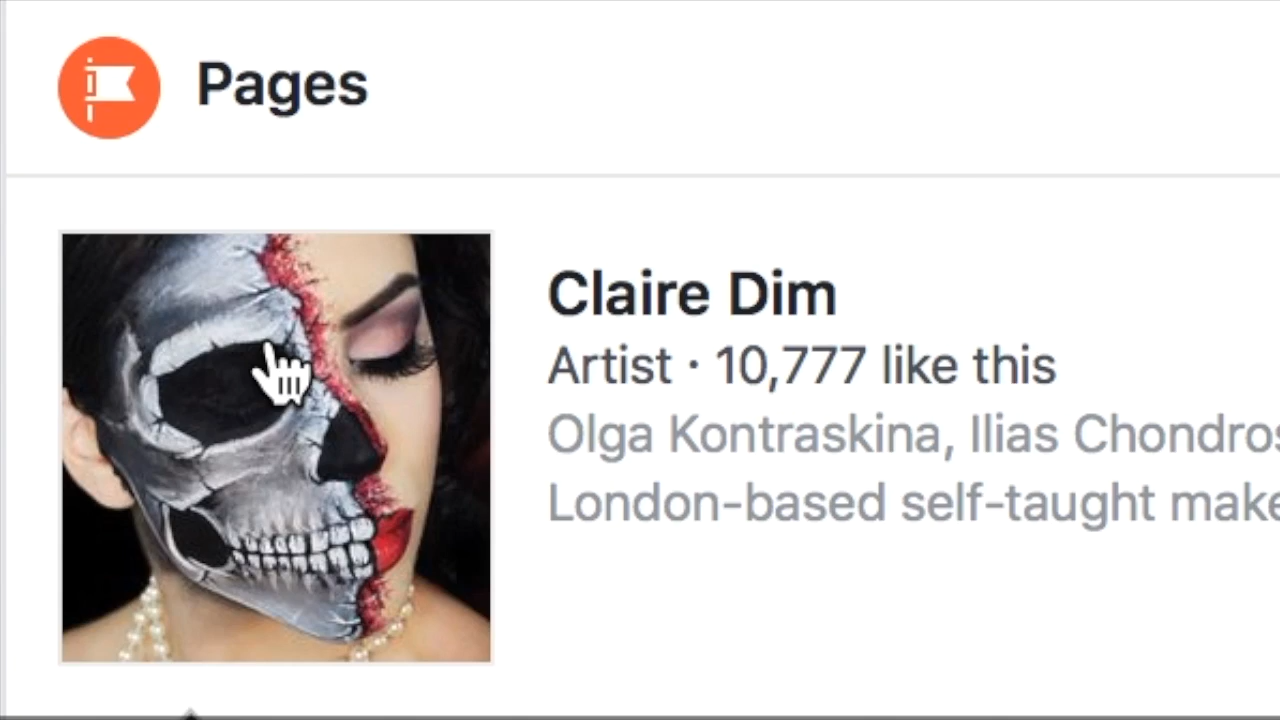 Pages
Claire Dim
Artist · 10,777 like this
Olga Kontraskina, Ilias Chondros
London-based self-taught make